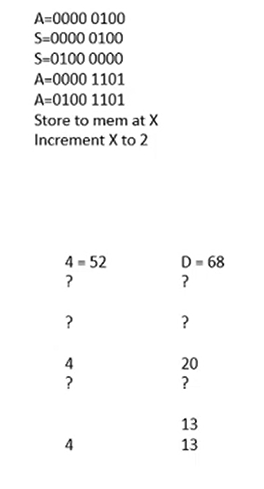 A=0000 0100
S=0000 0100
S=0100 0000
A=0000 1101
A=0100 1101
Store to mem at X
Increment X to 2
4 = 52 D = 68
? ?
? ?
4 20
? ?
13
4 13